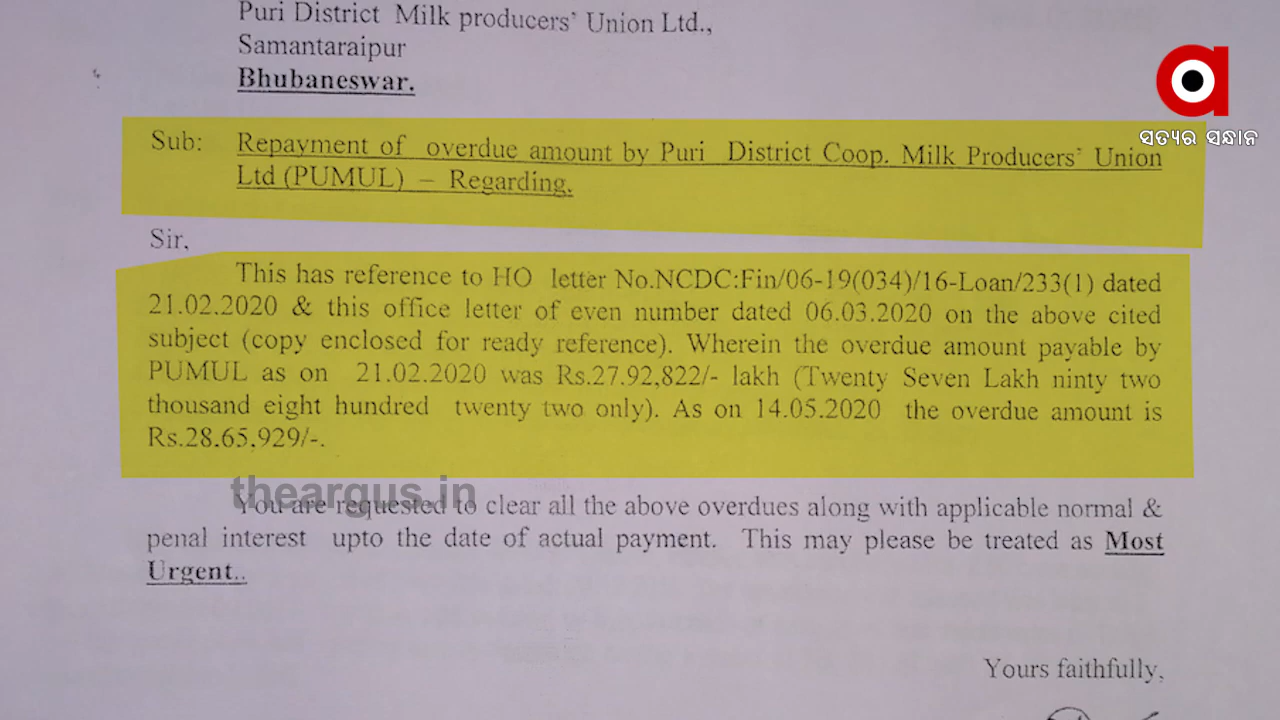 Puri District Milk producers' Union Ltd.,
Samantaraipur
Bhubaneswar.
ସତ୍ୟର ସନ୍ଧାନ
Sub: Repayment of overdue amount by Puri District Coop. Milk Producers' Union
Ltd (PUMUL) – Regarding.
Sir,
This has reference to HO letter No.NCDC:Fin/06-19(034)/16-Loan/233(1) dated
21.02.2020 & this office letter of even number dated 06.03.2020 on the above cited
subject (copy enclosed for ready reference). Wherein the overdue amount payable by
PUMUL as on 21.02.2020 was Rs.27.92,822/- lakh (Twenty Seven Lakh ninty two
thousand eight hundred twenty two only). As on 14.05.2020 the overdue amount is
Rs.28.65,929/-.
theargus.in
You are requested to clear all the above overdues along with applicable normal &
penal interest upto the date of actual payment. This may please be treated as Most
Urgent..
Yours faithfully,